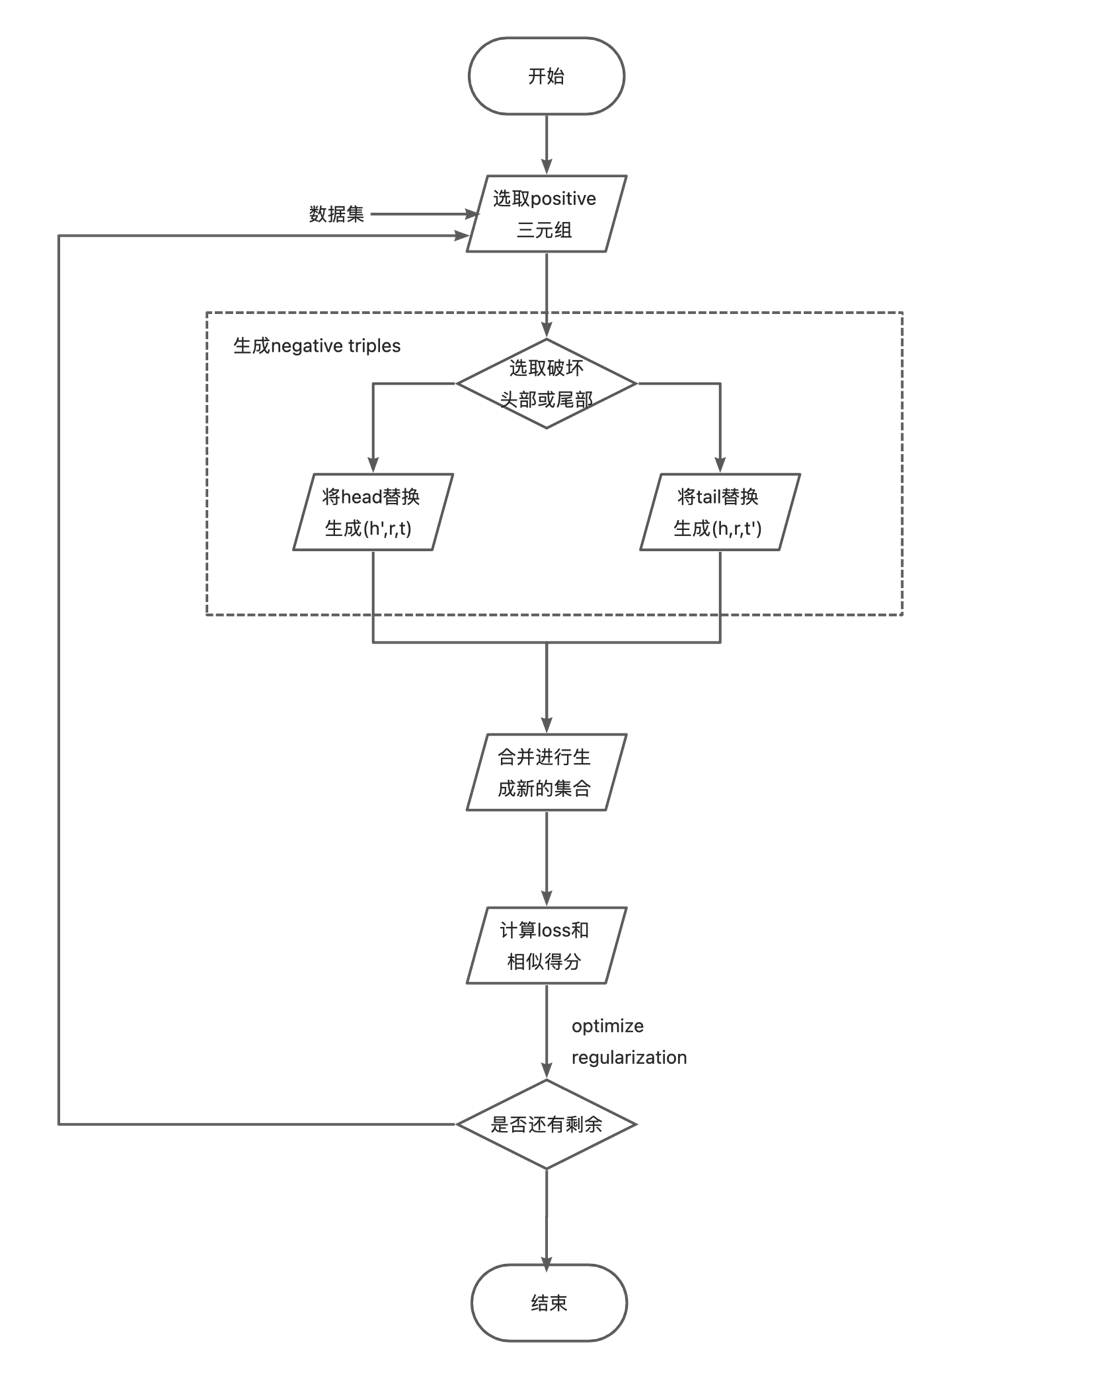 开始
选取positive
三元组
数据集
生成negative triples
选取破坏
头部或尾部
将head替换
生成(h',r,t)
将tail替换
生成(h,r,t')
合并进行生
成新的集合
计算loss和
相似得分
optimize
regularization
是否还有剩余
结束